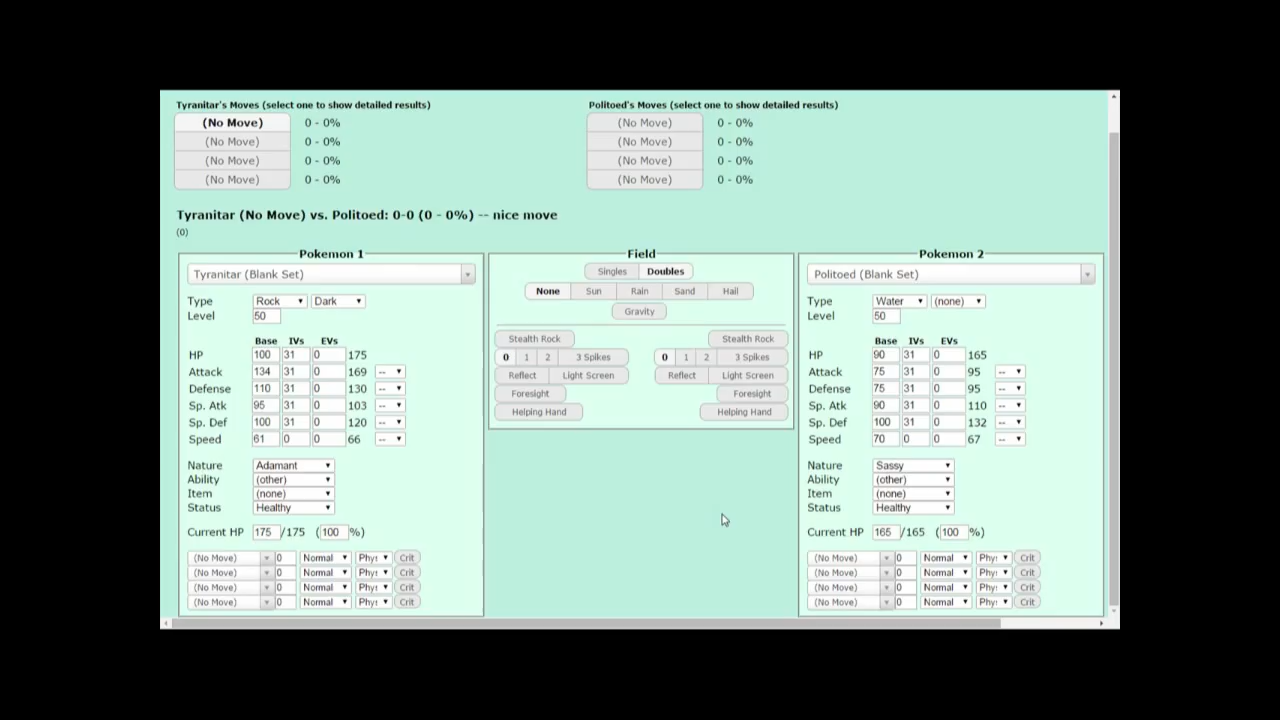 Tyranitar's Moves (select one to show detailed results)
(No Move) 0 - 0%
(No Move) 0 - 0%
(No Move) 0 - 0%
(No Move) 0 - 0%
Politoed's Moves (select one to show detailed results)
(No Move) 0 - 0%
(No Move) 0 - 0%
(No Move) 0 - 0%
(No Move) 0 - 0%
Tyranitar (No Move) vs. Politoed: 0-0 (0 - 0%) -- nice move
(0)
Pokemon 1
Tyranitar (Blank Set)
Type Rock Dark
Level 50
Base IVs EVs
HP 100 31 0 175
Attack 134 31 0 169 --
Defense 110 31 0 130 --
Sp. Atk 95 31 0 103 --
Sp. Def 100 31 0 120 --
Speed 61 0 0 66 --
Nature Adamant
Ability (other)
Item (none)
Status Healthy
Current HP 175 /175 (100 %)
(No Move) 0 Normal Phy: Crit
(No Move) 0 Normal Phy: Crit
(No Move) 0 Normal Phy: Crit
(No Move) 0 Normal Phy: Crit
Field
Singles Doubles
None Sun Rain Sand Hail
Gravity
Stealth Rock Stealth Rock
0 1 2 3 Spikes 0 1 2 3 Spikes
Reflect Light Screen Reflect Light Screen
Foresight Foresight
Helping Hand Helping Hand
Pokemon 2
Politoed (Blank Set)
Type Water (none)
Level 50
Base IVs EVs
HP 90 31 0 165
Attack 75 31 0 95 --
Defense 75 31 0 95 --
Sp. Atk 90 31 0 110 --
Sp. Def 100 31 0 132 --
Speed 70 0 0 67 --
Nature Sassy
Ability (other)
Item (none)
Status Healthy
Current HP 165 /165 (100 %)
(No Move) 0 Normal Phy: Crit
(No Move) 0 Normal Phy: Crit
(No Move) 0 Normal Phy: Crit
(No Move) 0 Normal Phy: Crit